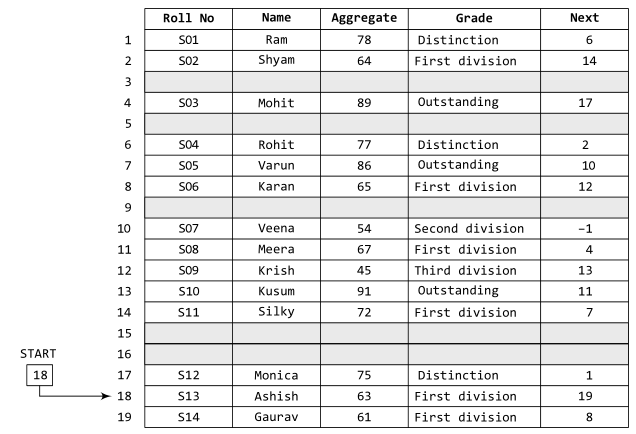 Roll No Name Aggregate Grade Next
1 S01 Ram 78 Distinction 6
2 S02 Shyam 64 First division 14
3
4 S03 Mohit 89 Outstanding 17
5
6 S04 Rohit 77 Distinction 2
7 S05 Varun 86 Outstanding 10
8 S06 Karan 65 First division 12
9
10 S07 Veena 54 Second division −1
11 S08 Meera 67 First division 4
12 S09 Krish 45 Third division 13
13 S10 Kusum 91 Outstanding 11
14 S11 Silky 72 First division 7
15
16
START
17 S12 Monica 75 Distinction 1
18
18 S13 Ashish 63 First division 19
19 S14 Gaurav 61 First division 8